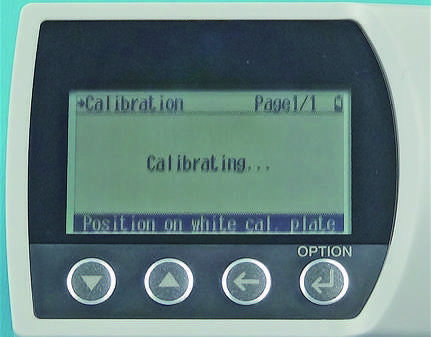 ➔Calibration Page1/1
Calibrating...
Position on white cal. plate
OPTION